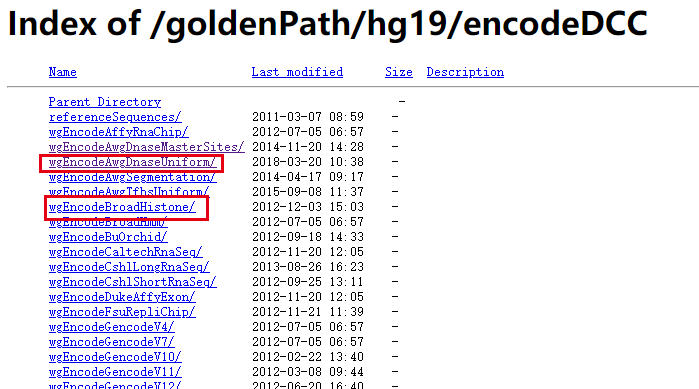 Index of /goldenPath/hg19/encodeDCC
Name Last modified Size Description
Parent Directory -
referenceSequences/ 2011-03-07 08:59 -
wgEncodeAffyRnaChip/ 2012-07-05 06:57 -
wgEncodeAwgDnaseMasterSites/ 2014-11-20 14:28 -
wgEncodeAwgDnaseUniform/ 2018-03-20 10:38 -
wgEncodeAwgSegmentation/ 2014-04-17 09:17 -
wgEncodeAwgTfbsUniform/ 2015-09-08 11:37 -
wgEncodeBroadHistone/ 2012-12-03 15:03 -
wgEncodeBroadHmm/ 2012-07-05 06:57 -
wgEncodeBuOrchid/ 2012-09-18 14:33 -
wgEncodeCaltechRnaSeq/ 2012-11-20 12:05 -
wgEncodeCshlLongRnaSeq/ 2013-08-26 16:23 -
wgEncodeCshlShortRnaSeq/ 2012-09-25 13:11 -
wgEncodeDukeAffyExon/ 2012-11-20 12:05 -
wgEncodeFsuRepliChip/ 2012-11-21 11:39 -
wgEncodeGencodeV4/ 2012-07-05 06:57 -
wgEncodeGencodeV7/ 2012-07-05 06:57 -
wgEncodeGencodeV10/ 2012-02-22 13:40 -
wgEncodeGencodeV11/ 2012-03-08 09:44 -
wgEncodeGencodeV12/ 2012-06-20 16:40 -